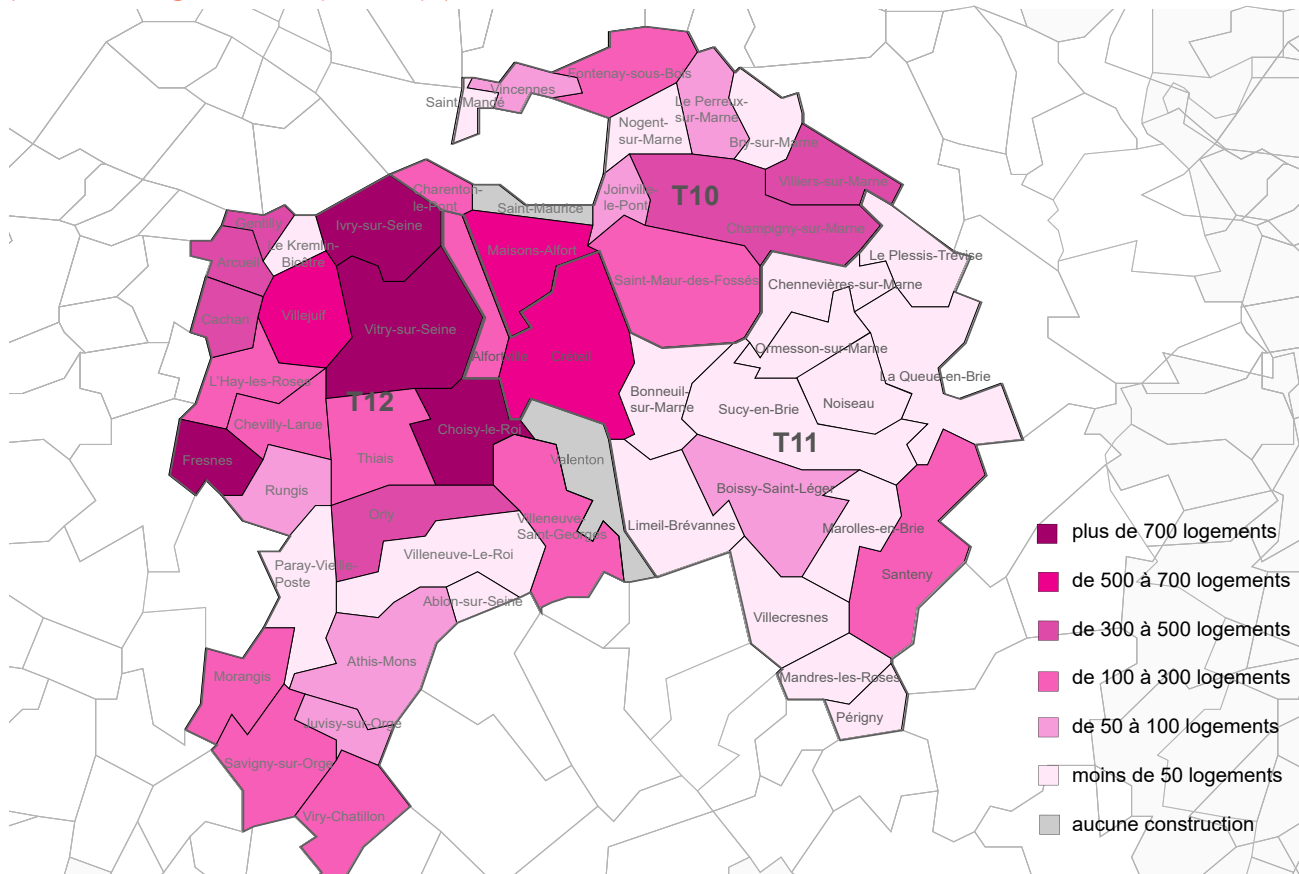 Fontenay-sous-Bois
Vincennes
Saint-Mandé
Le Perreux-
sur-Marne
Nogent-
sur-Marne
Bry-sur-Marne
Villiers-sur-Marne
Charenton-
le-Pont
Joinville-
le-Pont
T10
Saint-Maurice
Champigny-sur-Marne
Gentilly
Ivry-sur-Seine
Le Kremlin-
Bicêtre
Maisons-Alfort
Le Plessis-Trévise
Arcueil
Saint-Maur-des-Fossés
Chennevières-sur-Marne
Cachan
Villejuif
Vitry-sur-Seine
Alfortville
Créteil
Ormesson-sur-Marne
La Queue-en-Brie
L'Hay-les-Roses
Bonneuil-
sur-Marne
T12
Sucy-en-Brie
Noiseau
Chevilly-Larue
Choisy-le-Roi
T11
Fresnes
Thiais
Valenton
Rungis
Boissy-Saint-Léger
Orly
Villeneuve-
Saint-Georges
Limeil-Brévannes
Marolles-en-Brie
Villeneuve-Le-Roi
Paray-Vieille-
Poste
Santeny
Ablon-sur-Seine
Villecresnes
Athis-Mons
Morangis
Mandres-les-Roses
Périgny
Juvisy-sur-Orge
Savigny-sur-Orge
Viry-Chatillon
plus de 700 logements
de 500 à 700 logements
de 300 à 500 logements
de 100 à 300 logements
de 50 à 100 logements
moins de 50 logements
aucune construction